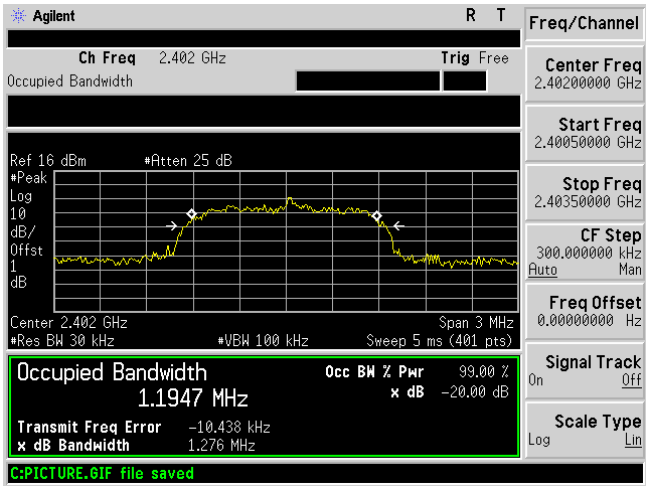 Agilent R T
Ch Freq 2.402 GHz Trig Free
Occupied Bandwidth
Ref 16 dBm #Atten 25 dB
#Peak
Log
10
dB/
Offst
1
dB
Center 2.402 GHz Span 3 MHz
#Res BW 30 kHz #VBW 100 kHz Sweep 5 ms (401 pts)
Occupied Bandwidth Occ BW % Pwr 99.00 %
1.1947 MHz x dB -20.00 dB
Transmit Freq Error -10.438 kHz
x dB Bandwidth 1.276 MHz
C:PICTURE.GIF file saved
Freq/Channel
Center Freq
2.40200000 GHz
Start Freq
2.40050000 GHz
Stop Freq
2.40350000 GHz
CF Step
300.000000 kHz
Auto Man
Freq Offset
0.00000000 Hz
Signal Track
On Off
Scale Type
Log Lin